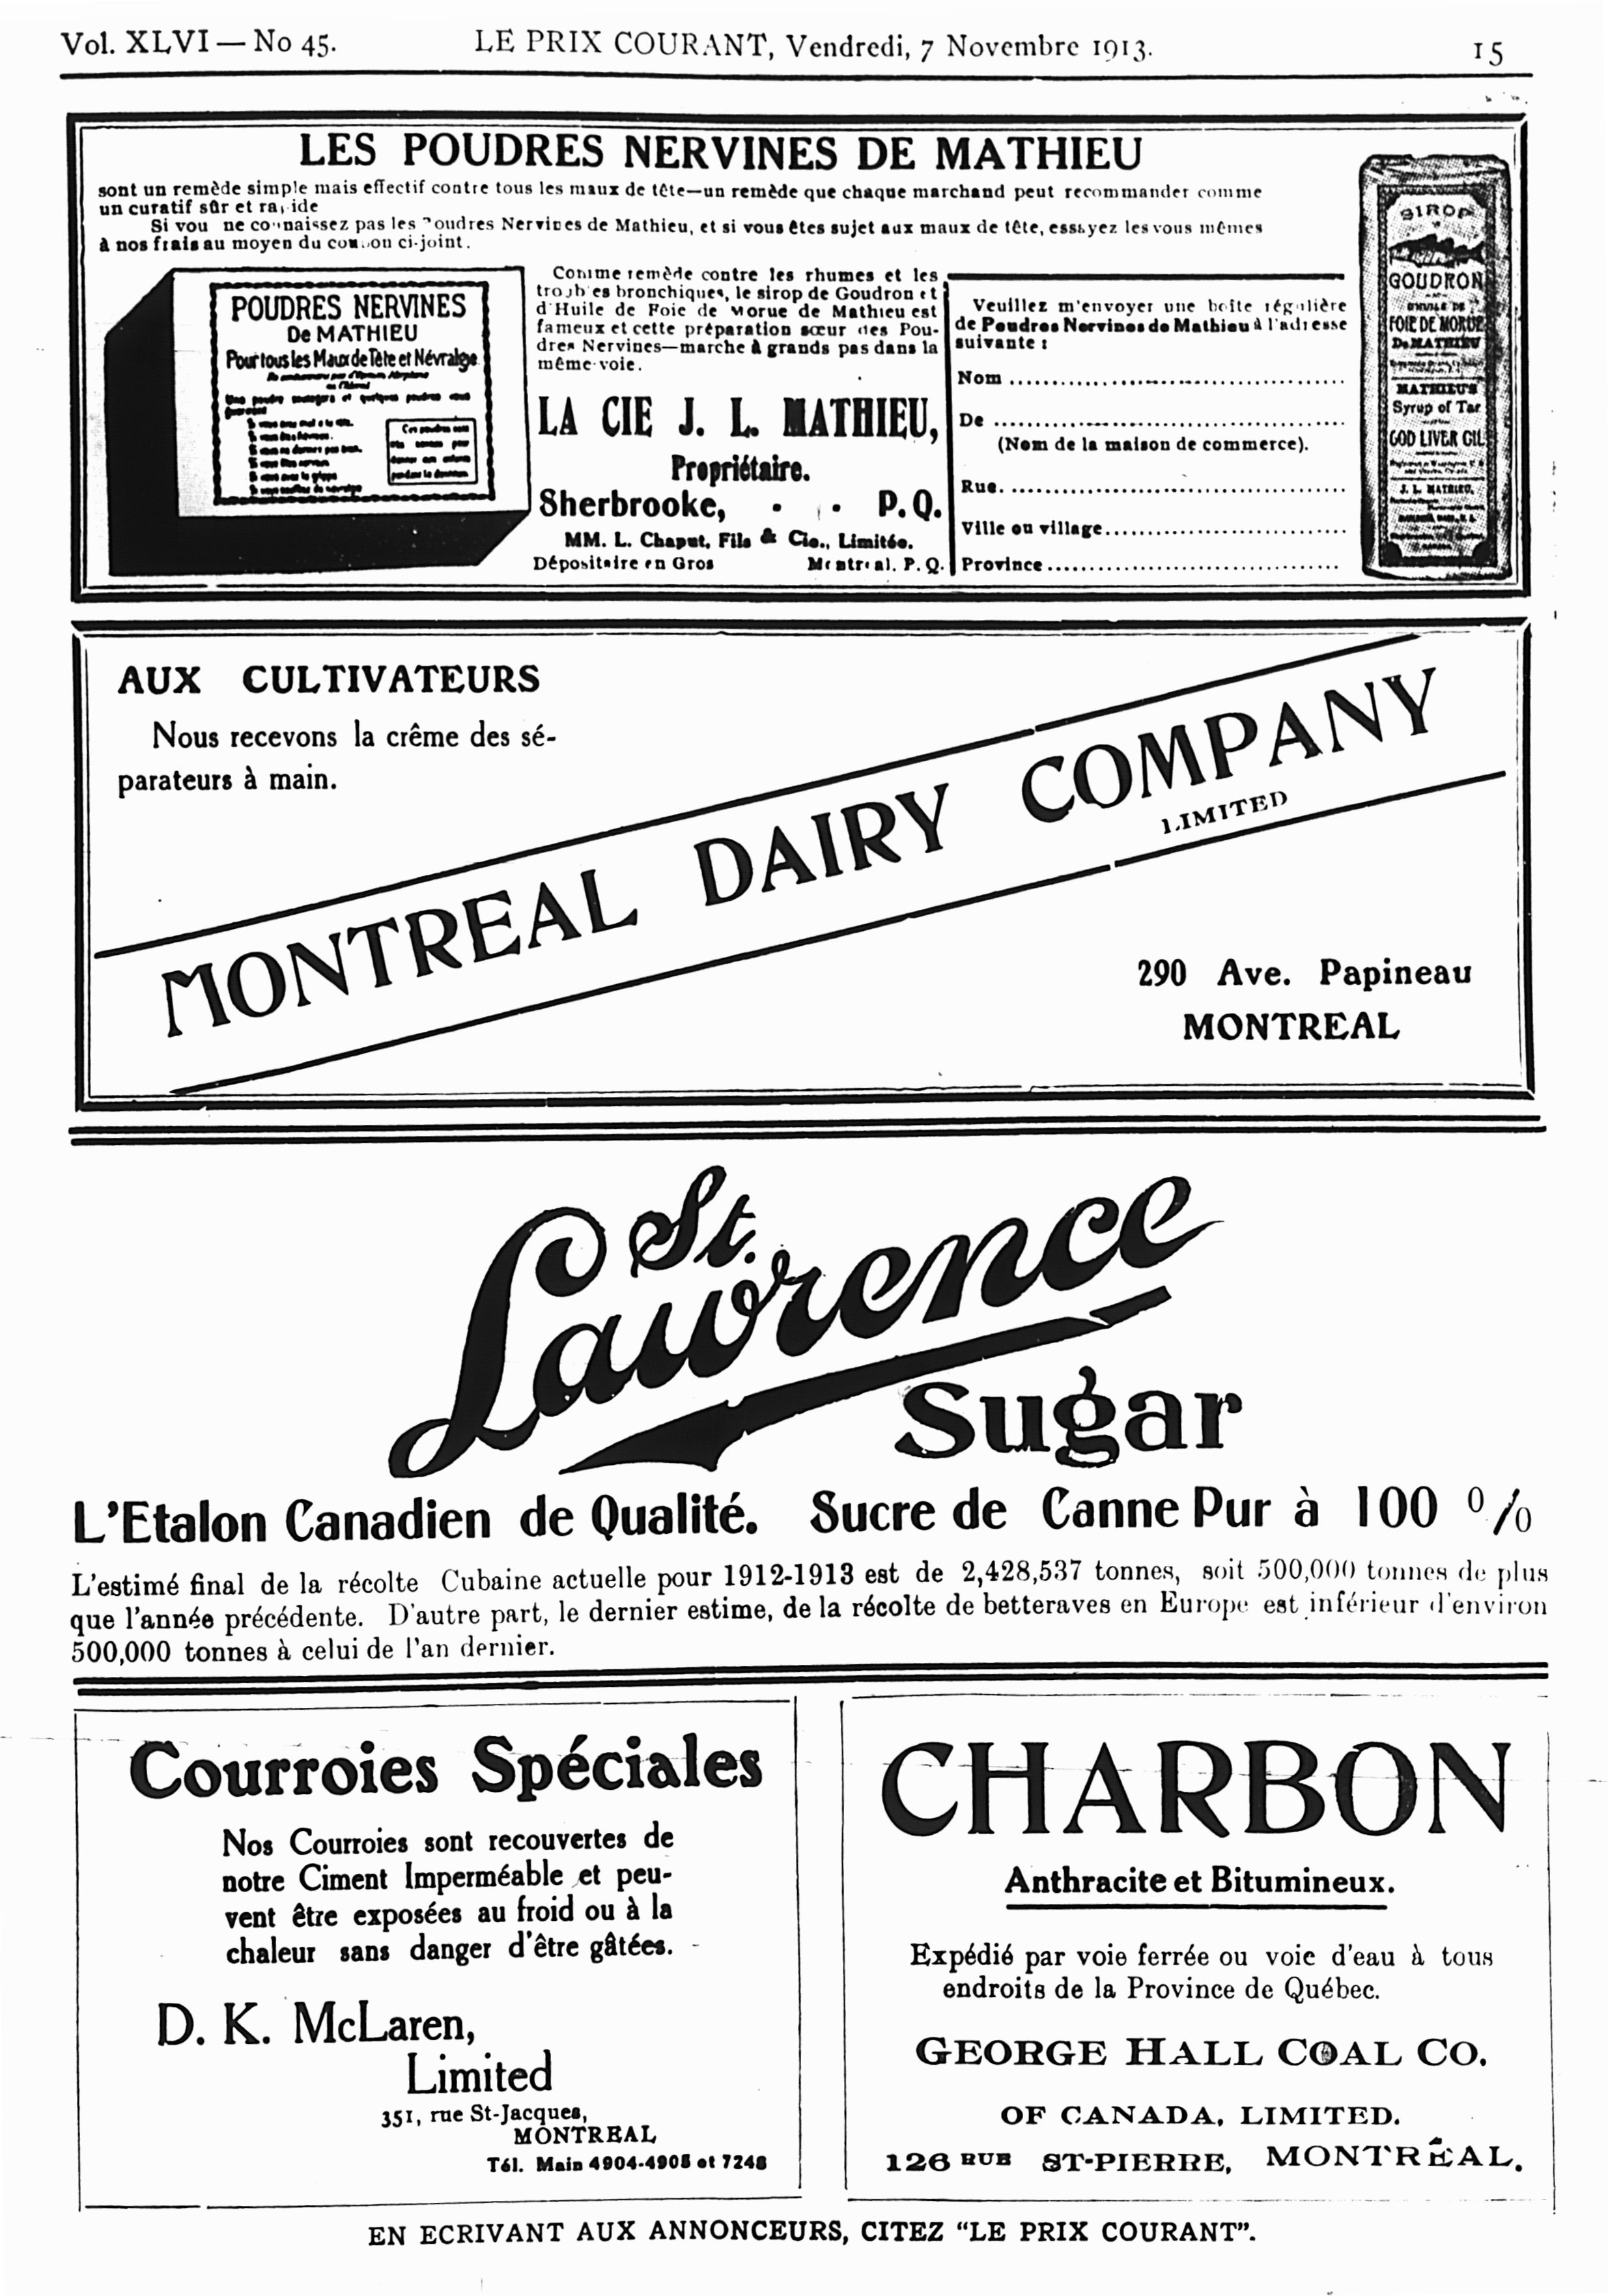 Vol. XLVI — No 45.
LE PRIX COURANT, Vendredi, 7 Novembre 1913.
15
LES POUDRES NERVINES DE MATHIEU
sont un remède simple mais effectif contre tous les maux de tête—un remède que chaque marchand peut recommander comme
un curatif sûr et ra, ide
Si vou ne connaissez pas les Poudres Nervines de Mathieu, et si vous êtes sujet aux maux de tête, essayez les vous mêmes
à nos frais au moyen du coupon ci-joint.
POUDRES NERVINES
De MATHIEU
Pour tous les Maux de Tête et Névralgie
Comme remède contre les rhumes et les
troubles bronchiques, le sirop de Goudron et
d'Huile de Foie de Morue de Mathieu est
fameux et cette préparation sœur des Pou-
dres Nervines—marche à grands pas dans la
même voie.
LA CIE J. L. MATHIEU,
Propriétaire.
Sherbrooke, - - P.Q.
MM. L. Chaput, Fils & Cie., Limitée.
Dépositaire en Gros Montreal. P. Q.
Veuillez m'envoyer une boîte régulière
de Poudres Nervines de Mathieu à l'adresse
suivante :
Nom
De
(Nom de la maison de commerce).
Rue.
Ville ou village
Province
SIROP
GOUDRON
D'HUILE DE
FOIE DE MORUE
De MATHIEU
MATHIEU'S
Syrup of Tar
COD LIVER OIL
J. L. MATHIEU,
AUX CULTIVATEURS
Nous recevons la crême des sé-
parateurs à main.
MONTREAL DAIRY COMPANY
LIMITED
290 Ave. Papineau
MONTREAL
St.
Lawrence
Sugar
L'Etalon Canadien de Qualité. Sucre de Canne Pur à 100 %
L'estimé final de la récolte Cubaine actuelle pour 1912-1913 est de 2,428,537 tonnes, soit 500,000 tonnes de plus
que l'année précédente. D'autre part, le dernier estime, de la récolte de betteraves en Europe est inférieur d'environ
500,000 tonnes à celui de l'an dernier.
Courroies Spéciales
Nos Courroies sont recouvertes de
notre Ciment Imperméable et peu-
vent être exposées au froid ou à la
chaleur sans danger d'être gâtées.
D. K. McLaren,
Limited
351, rue St-Jacques,
MONTREAL
Tél. Main 4904-4905 et 7248
CHARBON
Anthracite et Bitumineux.
Expédié par voie ferrée ou voie d'eau à tous
endroits de la Province de Québec.
GEORGE HALL COAL CO.
OF CANADA, LIMITED.
126 RUE ST-PIERRE, MONTRÉAL.
EN ECRIVANT AUX ANNONCEURS, CITEZ "LE PRIX COURANT".